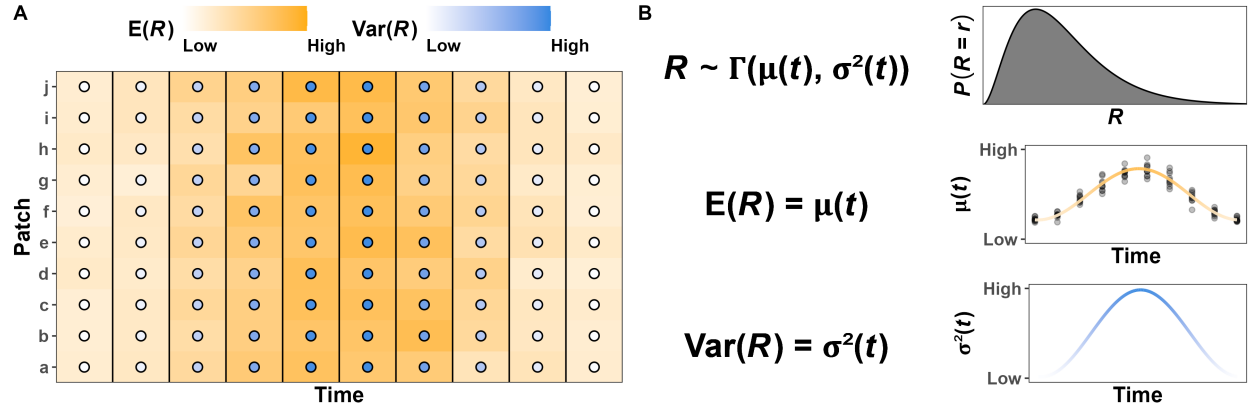 A
E(R)
Low
High
Var(R)
Low
High
Patch
j
i
h
g
f
e
d
c
b
a
Time
B
R ~ Γ(μ(t), σ²(t))
P(R = r)
R
E(R) = μ(t)
μ(t)
High
Low
Time
Var(R) = σ²(t)
σ²(t)
High
Low
Time